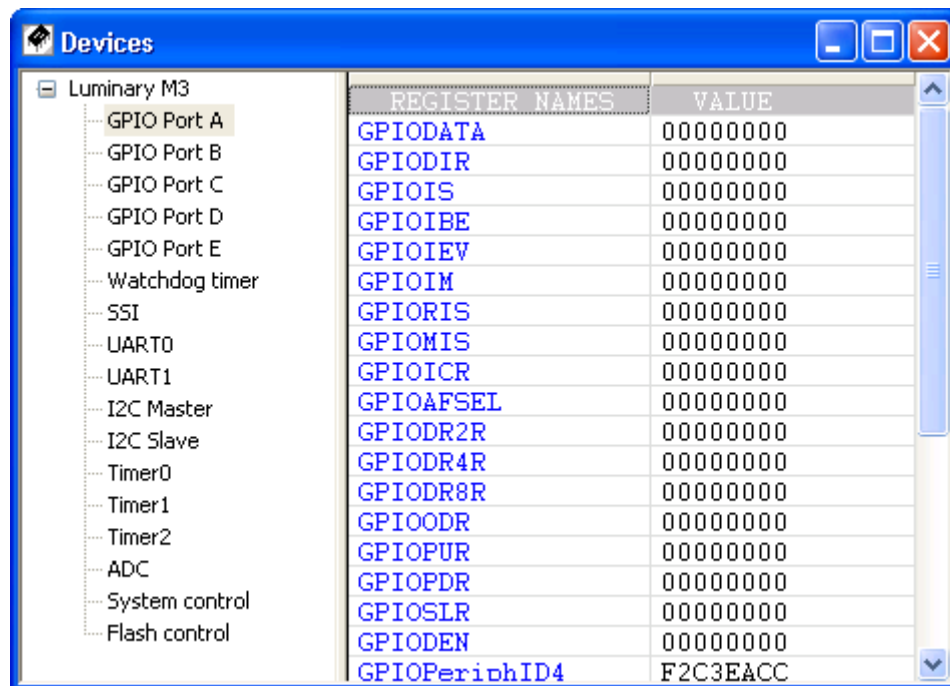 Devices
Luminary M3
GPIO Port A
GPIO Port B
GPIO Port C
GPIO Port D
GPIO Port E
Watchdog timer
SSI
UART0
UART1
I2C Master
I2C Slave
Timer0
Timer1
Timer2
ADC
System control
Flash control
REGISTER NAMES VALUE
GPIODATA 00000000
GPIODIR 00000000
GPIOIS 00000000
GPIOIBE 00000000
GPIOIEV 00000000
GPIOIM 00000000
GPIORIS 00000000
GPIOMIS 00000000
GPIOICR 00000000
GPIOAFSEL 00000000
GPIODR2R 00000000
GPIODR4R 00000000
GPIODR8R 00000000
GPIOODR 00000000
GPIOPUR 00000000
GPIOPDR 00000000
GPIOSLR 00000000
GPIODEN 00000000
GPIOPeriphID4 F2C3EACC